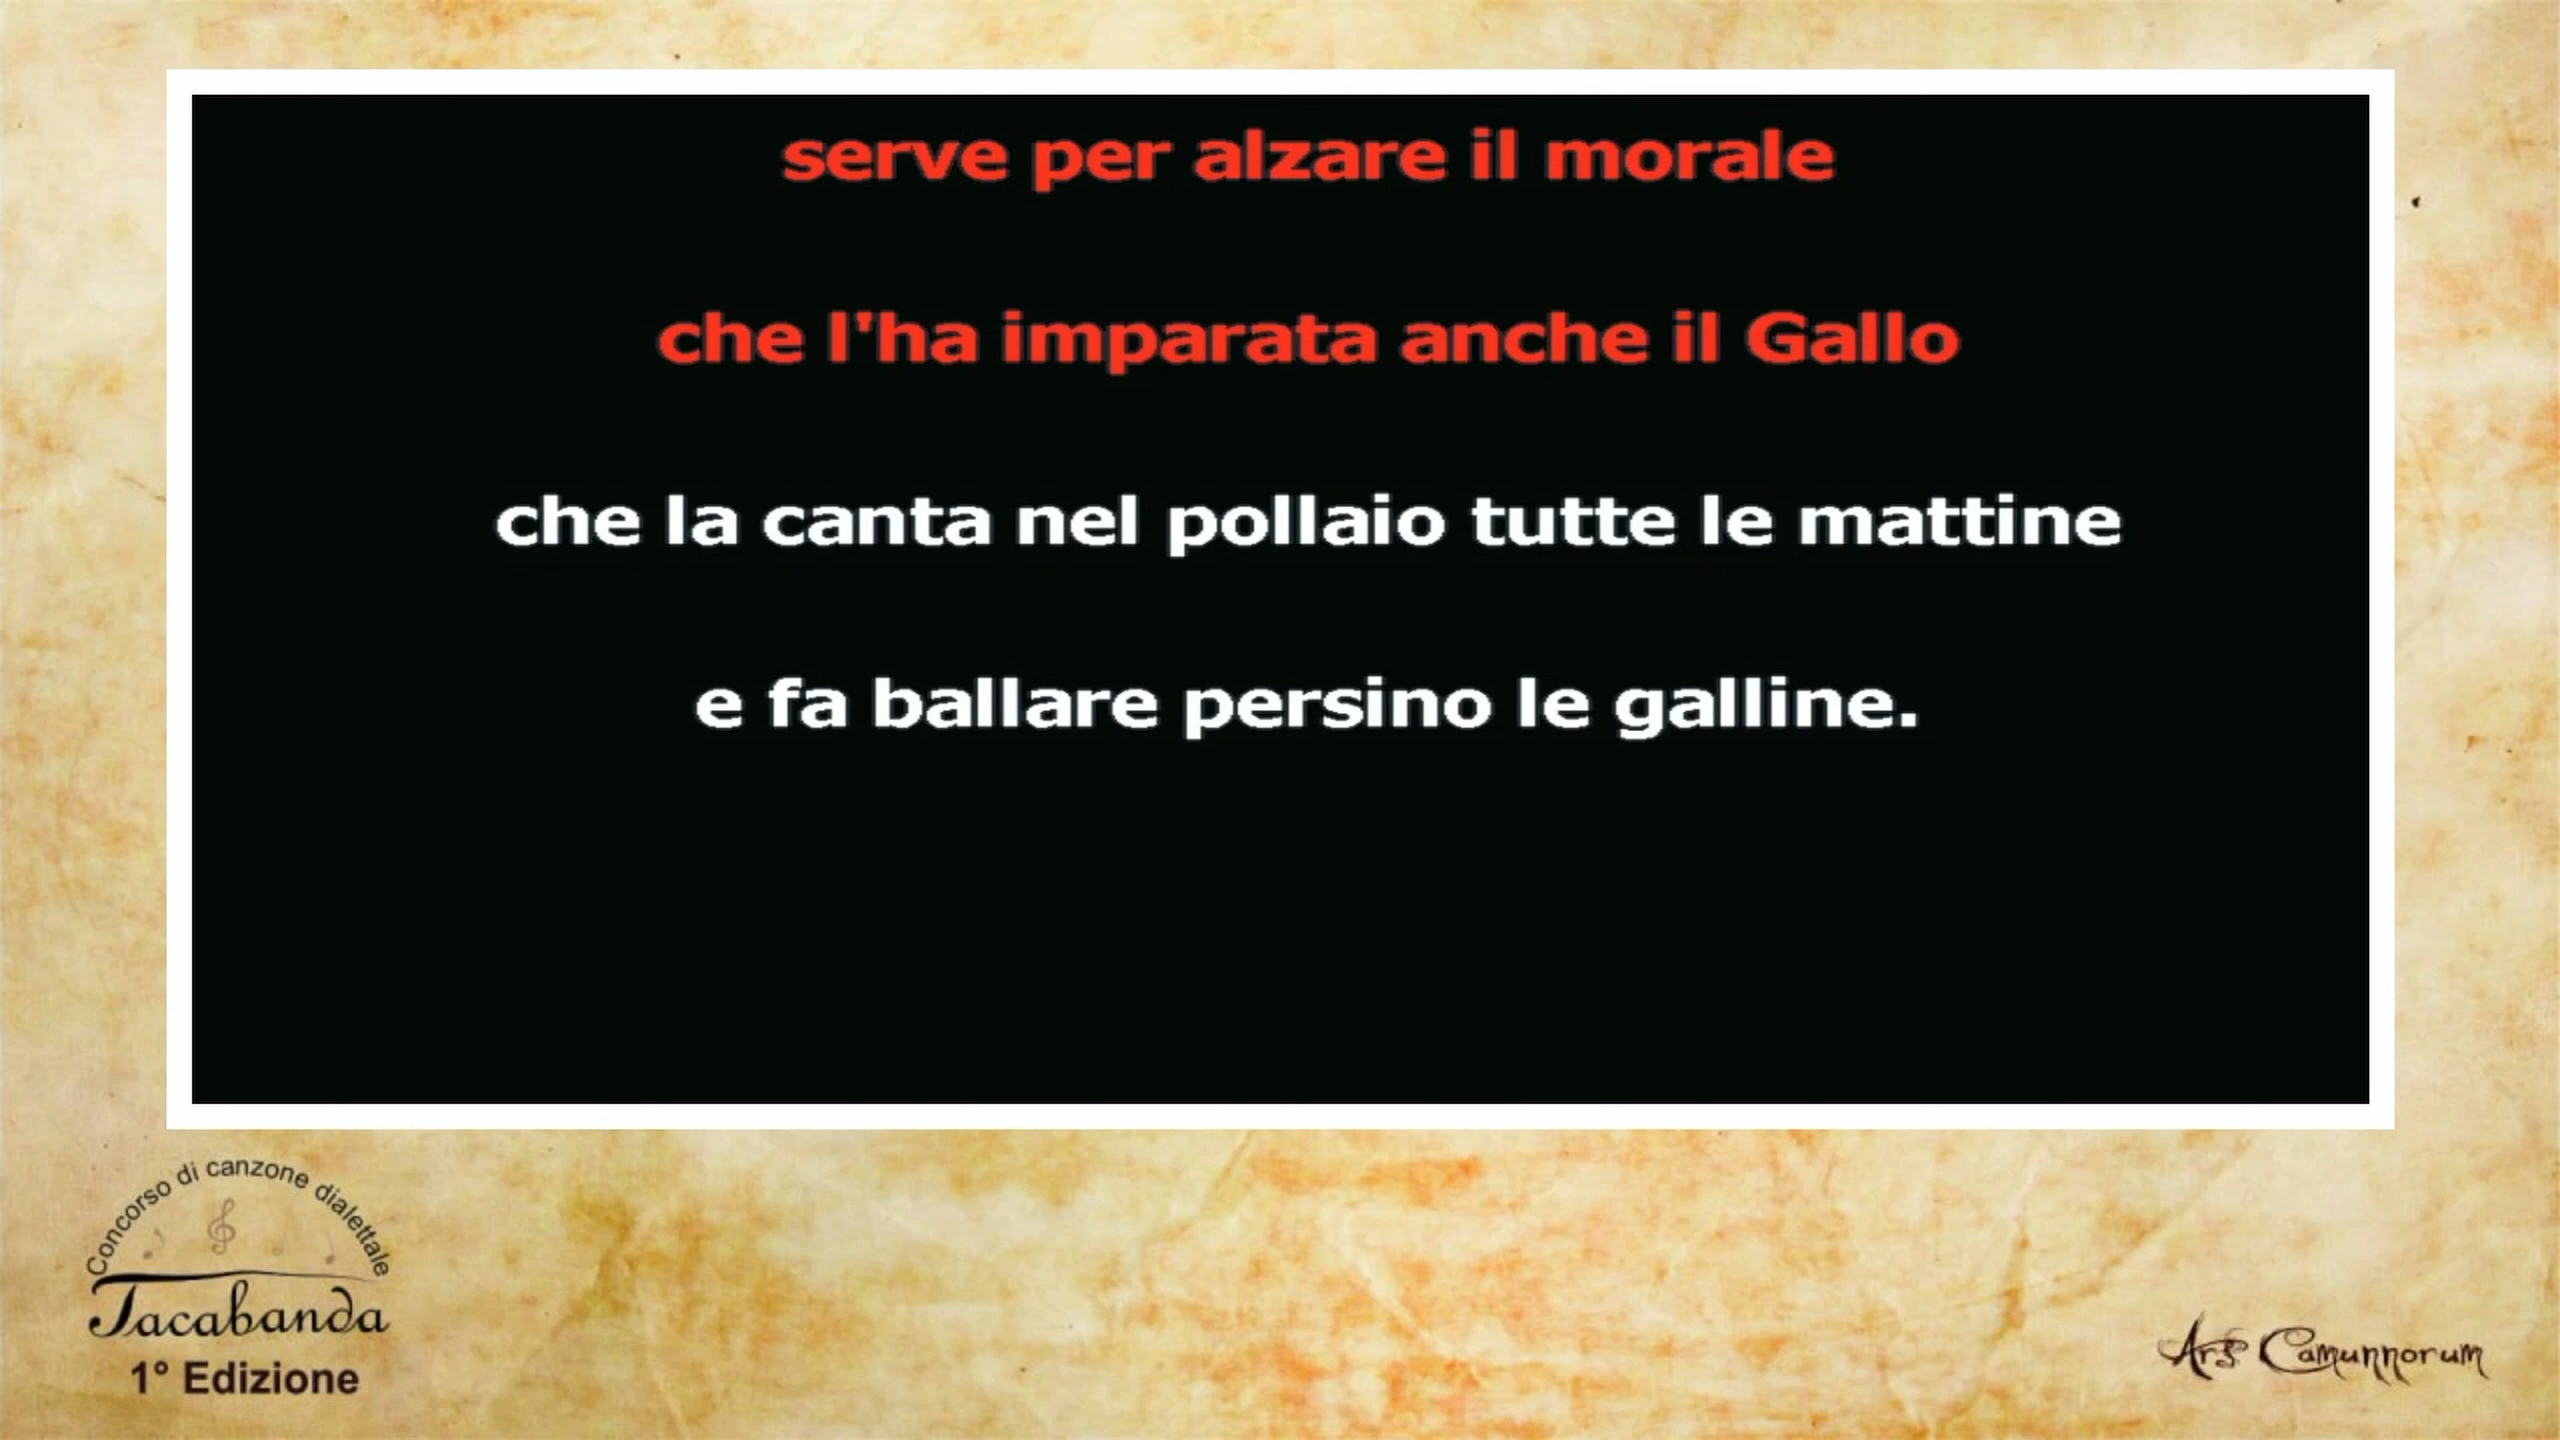 serve per alzare il morale
che l'ha imparata anche il Gallo
che la canta nel pollaio tutte le mattine
e fa ballare persino le galline.
Concorso di canzone dialettale
Tacabanda
1° Edizione
Ars Camunnorum